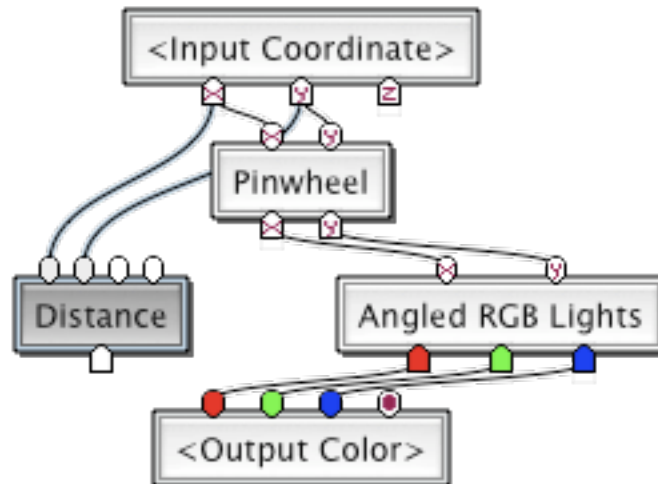 <Input Coordinate>
x y z
x y
Pinwheel
x y
x y
Distance
Angled RGB Lights
<Output Color>